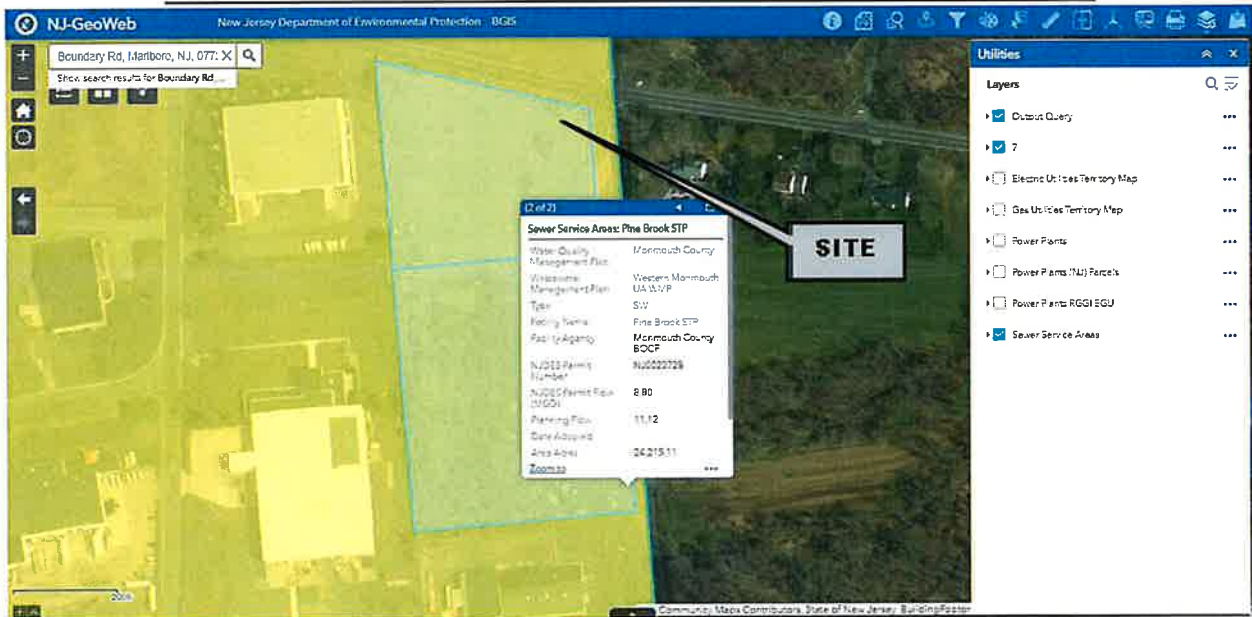 NJ-GeoWeb
New Jersey Department of Environmental Protection BGIS
Boundary Rd, Marlboro, NJ, 077: X
Show search results for Boundary Rd ...
Utilities
Layers
Output Query
7
Electric Utilities Territory Map
Gas Utilities Territory Map
Power Plants
Power Plants (NJ) Parcels
Power Plants RGGI EGU
Sewer Service Areas
SITE
(2 of 2)
Sewer Service Areas: Pine Brook STP
Water Quality Management Plan
Monmouth County
Wastewater Management Plan
Western Monmouth UA WMP
Type
SW
Facility Name
Pine Brook STP
Facility Agency
Monmouth County BOCF
NJPDES Permit Number
NJ0023728
NJPDES Permit Flow (MGD)
8.80
Planning Flow
11.12
Date Adopted
Area Acres
24,215.11
Zoom to
200ft
Community Maps Contributors, State of New Jersey, BuildingFooter